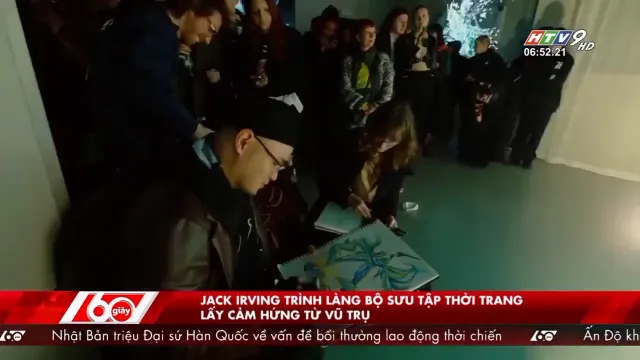 HTV9 HD
06:52:21
60 giây
JACK IRVING TRÌNH LÀNG BỘ SƯU TẬP THỜI TRANG
LẤY CẢM HỨNG TỪ VŨ TRỤ
Nhật Bản triệu Đại sứ Hàn Quốc về vấn đề bồi thường lao động thời chiến 60 giây Ấn Độ kh